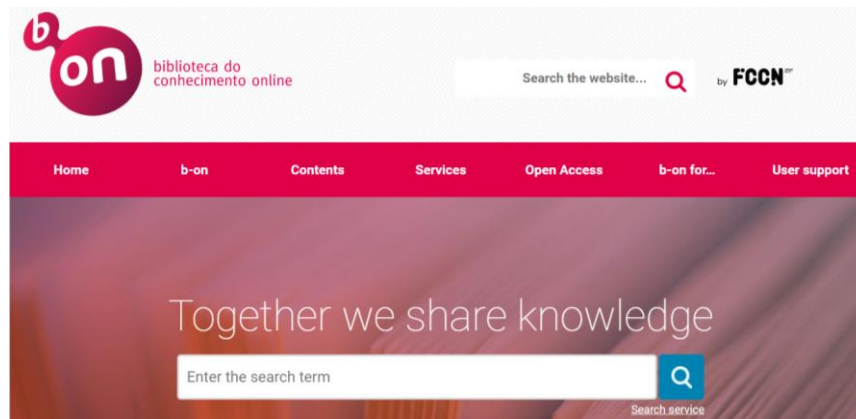 b
on
biblioteca do
conhecimento online
Search the website...
by FCCN
Home b-on Contents Services Open Access b-on for... User support
Together we share knowledge
Enter the search term
Search service